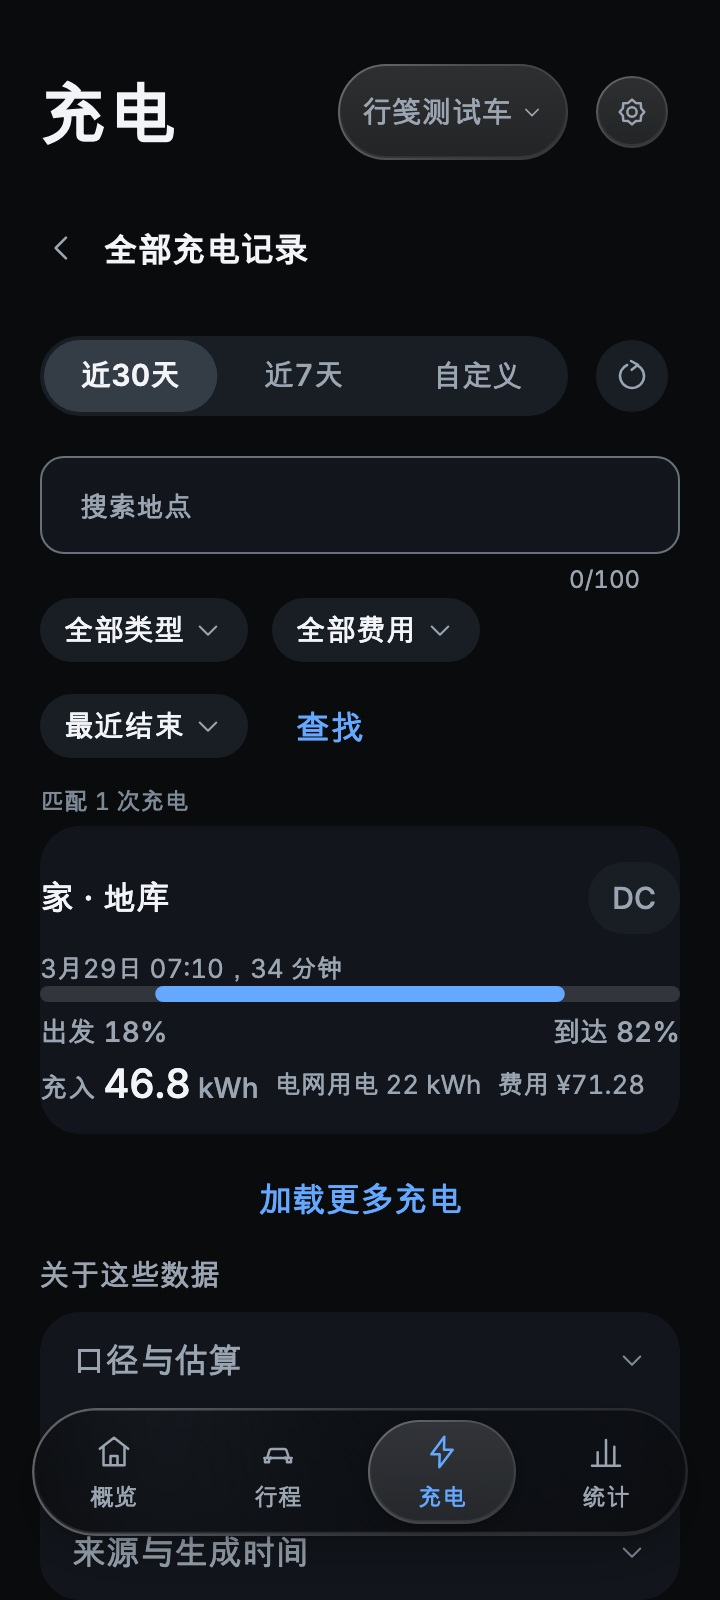 充电
行笺测试车
全部充电记录
近30天 近7天 自定义
搜索地点
0/100
全部类型 全部费用
最近结束 查找
匹配 1 次充电
家 · 地库 DC
3月29日 07:10，34 分钟
出发 18% 到达 82%
充入 46.8 kWh 电网用电 22 kWh 费用 ¥71.28
加载更多充电
关于这些数据
口径与估算
概览 行程 充电 统计
来源与生成时间